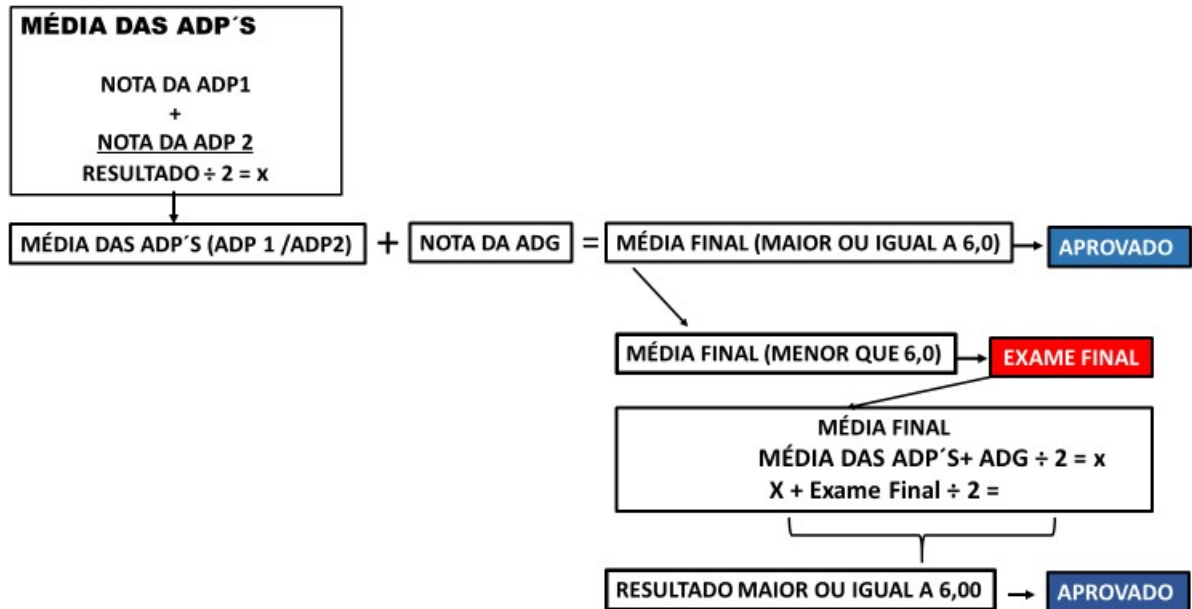 MÉDIA DAS ADP´S
NOTA DA ADP1
+
NOTA DA ADP 2
RESULTADO ÷ 2 = x
MÉDIA DAS ADP´S (ADP 1 /ADP2) + NOTA DA ADG = MÉDIA FINAL (MAIOR OU IGUAL A 6,0) APROVADO
MÉDIA FINAL (MENOR QUE 6,0) EXAME FINAL
MÉDIA FINAL
MÉDIA DAS ADP´S+ ADG ÷ 2 = x
X + Exame Final ÷ 2 =
RESULTADO MAIOR OU IGUAL A 6,00 APROVADO